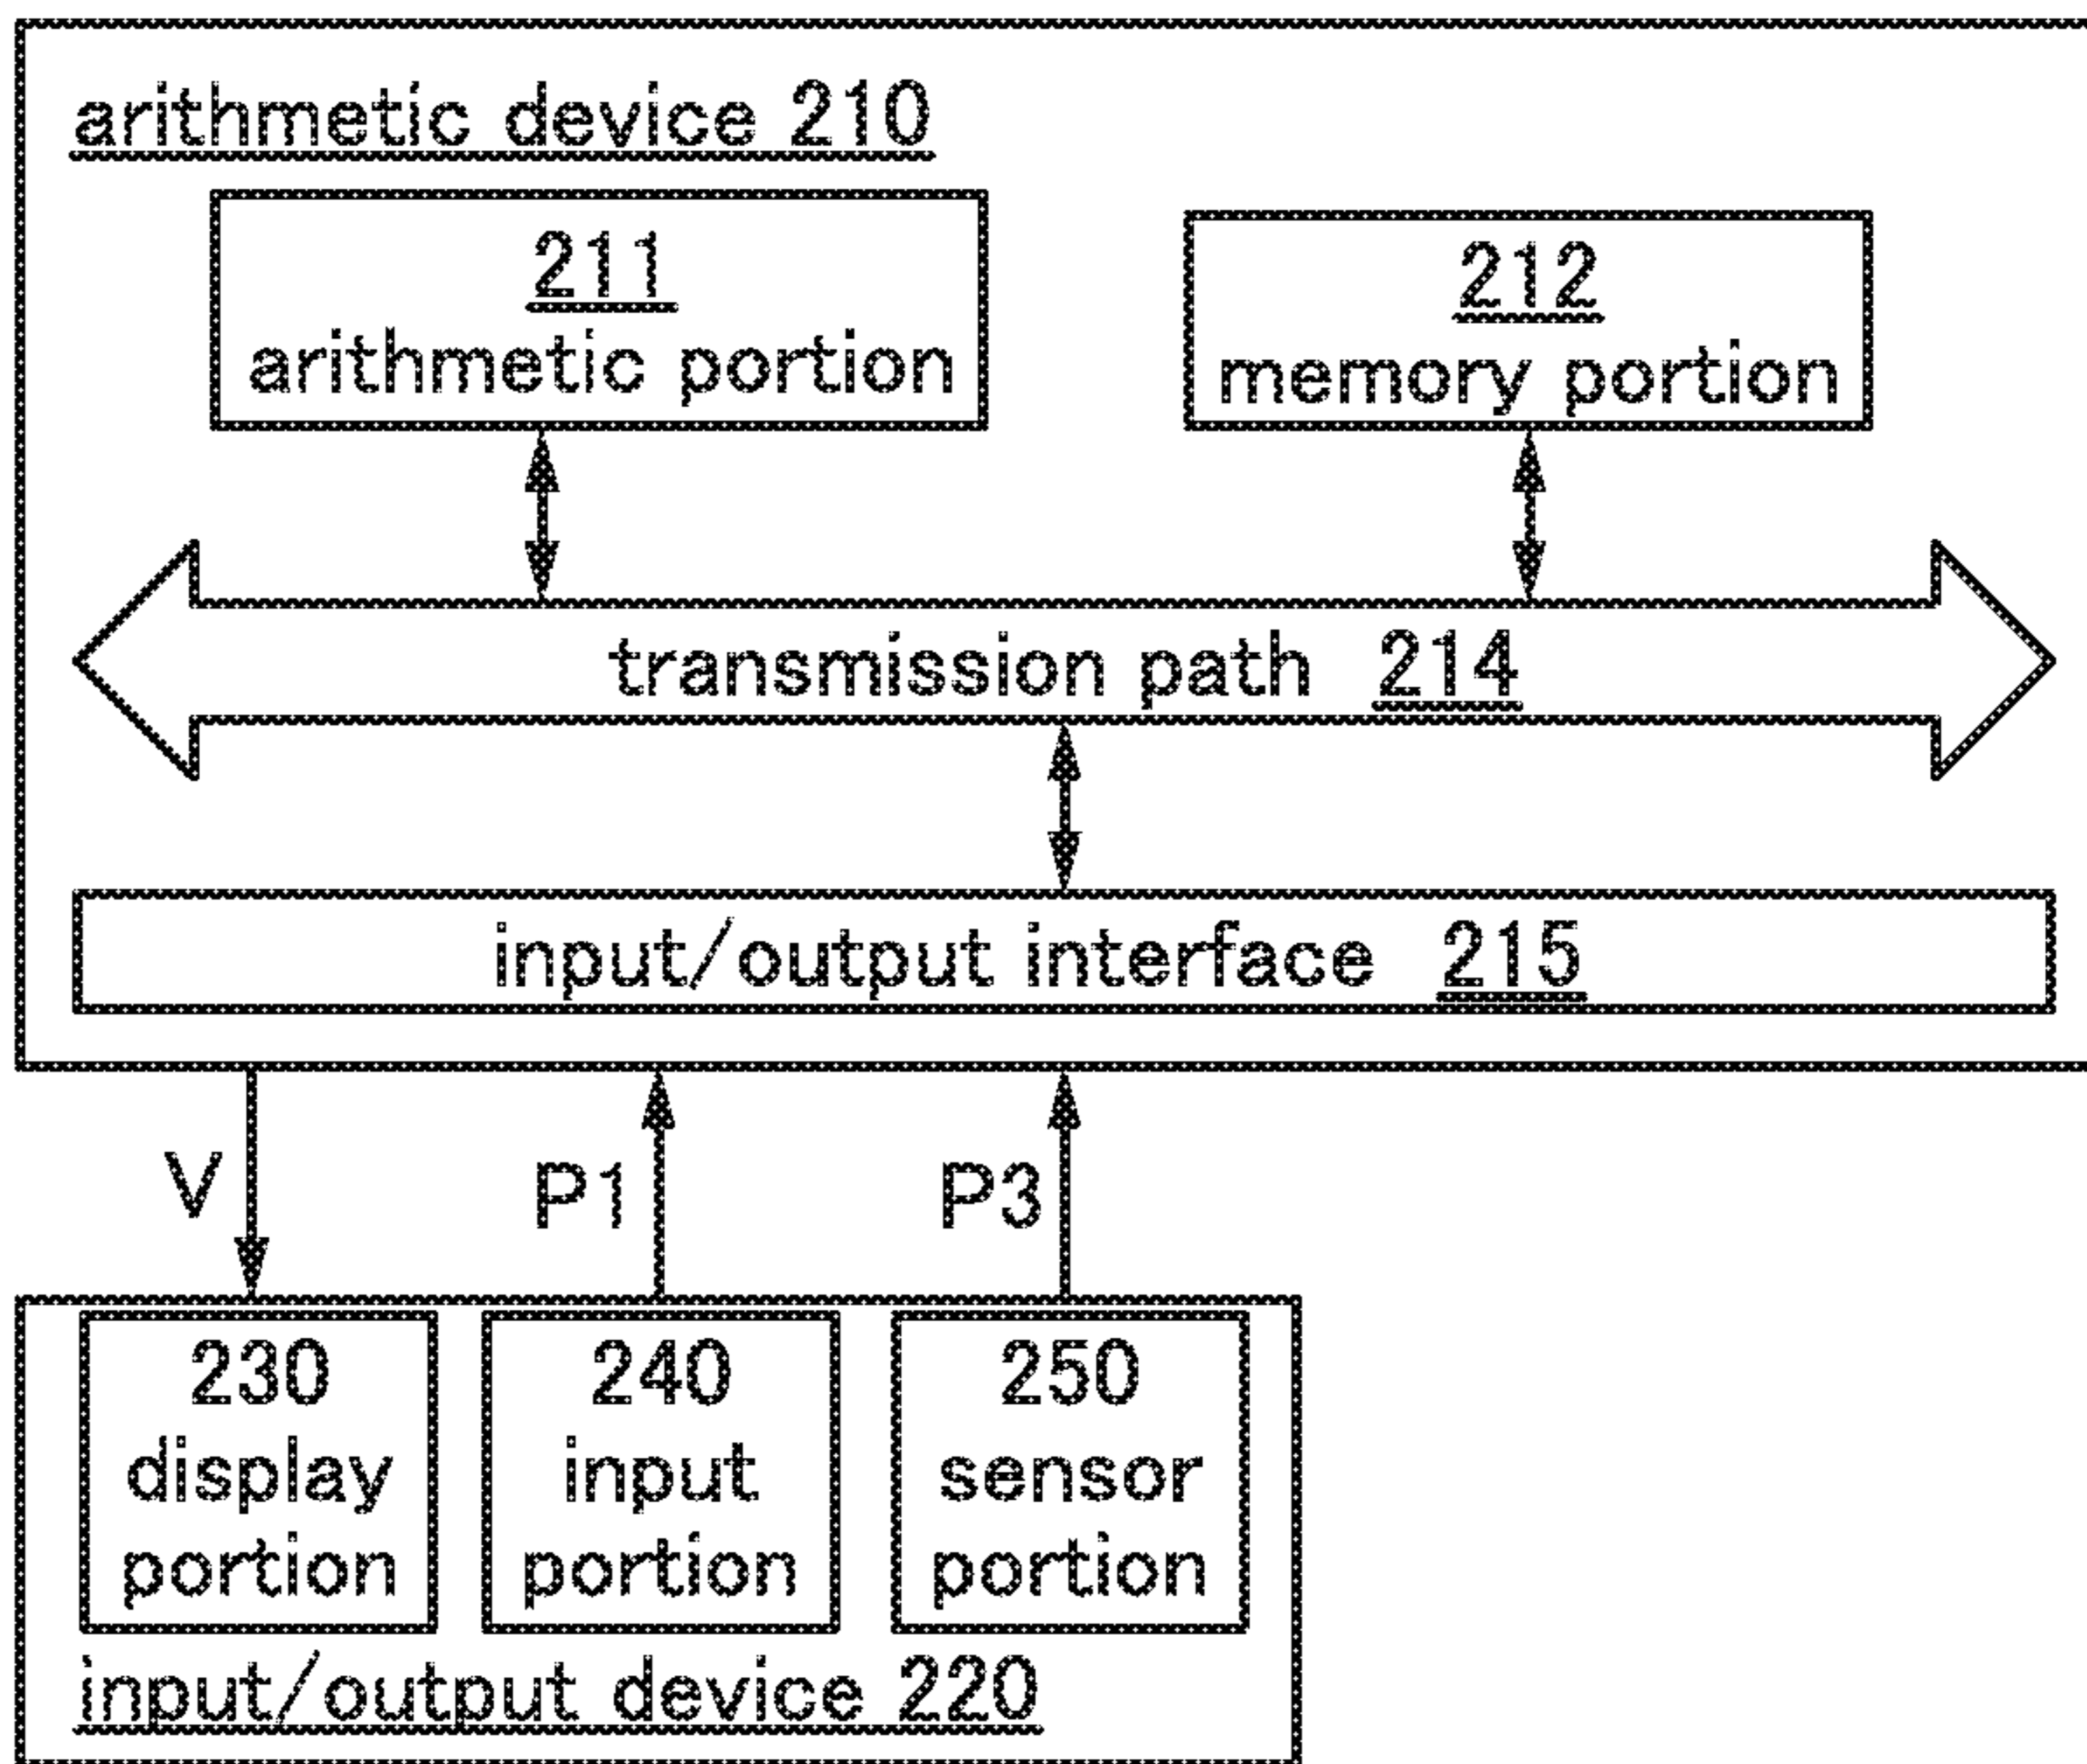 arithmetic device 210
211
arithmetic portion
212
memory portion
transmission path 214
input/output interface 215
V
P1
P3
230
display
portion
240
input
portion
250
sensor
portion
input/output device 220